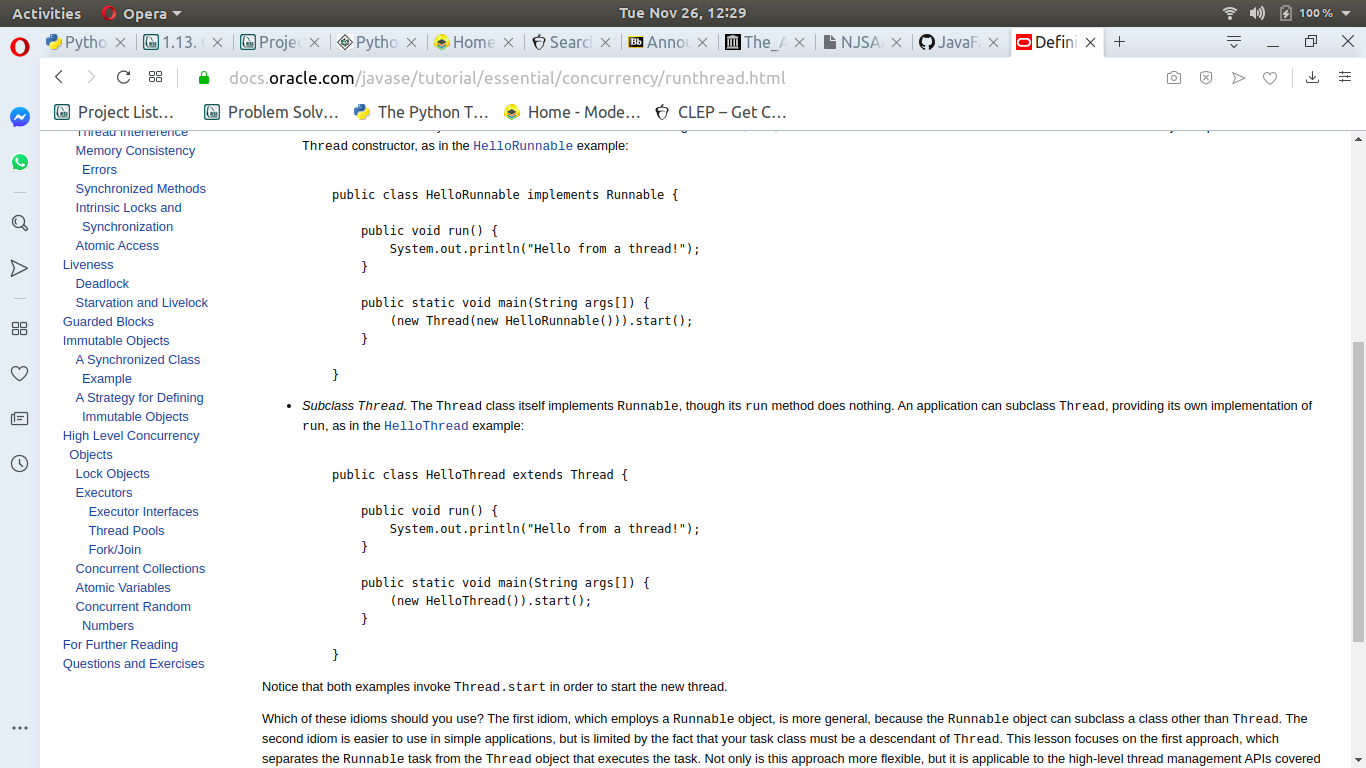 Activities Opera Tue Nov 26, 12:29 100 %
Pytho 1.13. Projec Pytho Home Searc Annou The_A NJSA JavaFa Defini
docs.oracle.com/javase/tutorial/essential/concurrency/runthread.html
Project List… Problem Solv… The Python T… Home - Mode… CLEP – Get C…
Thread Interference
Memory Consistency
Errors
Synchronized Methods
Intrinsic Locks and
Synchronization
Atomic Access
Liveness
Deadlock
Starvation and Livelock
Guarded Blocks
Immutable Objects
A Synchronized Class
Example
A Strategy for Defining
Immutable Objects
High Level Concurrency
Objects
Lock Objects
Executors
Executor Interfaces
Thread Pools
Fork/Join
Concurrent Collections
Atomic Variables
Concurrent Random
Numbers
For Further Reading
Questions and Exercises
Thread constructor, as in the HelloRunnable example:
public class HelloRunnable implements Runnable {
public void run() {
System.out.println("Hello from a thread!");
}
public static void main(String args[]) {
(new Thread(new HelloRunnable())).start();
}
}
• Subclass Thread. The Thread class itself implements Runnable, though its run method does nothing. An application can subclass Thread, providing its own implementation of
run, as in the HelloThread example:
public class HelloThread extends Thread {
public void run() {
System.out.println("Hello from a thread!");
}
public static void main(String args[]) {
(new HelloThread()).start();
}
}
Notice that both examples invoke Thread.start in order to start the new thread.
Which of these idioms should you use? The first idiom, which employs a Runnable object, is more general, because the Runnable object can subclass a class other than Thread. The
second idiom is easier to use in simple applications, but is limited by the fact that your task class must be a descendant of Thread. This lesson focuses on the first approach, which
separates the Runnable task from the Thread object that executes the task. Not only is this approach more flexible, but it is applicable to the high-level thread management APIs covered